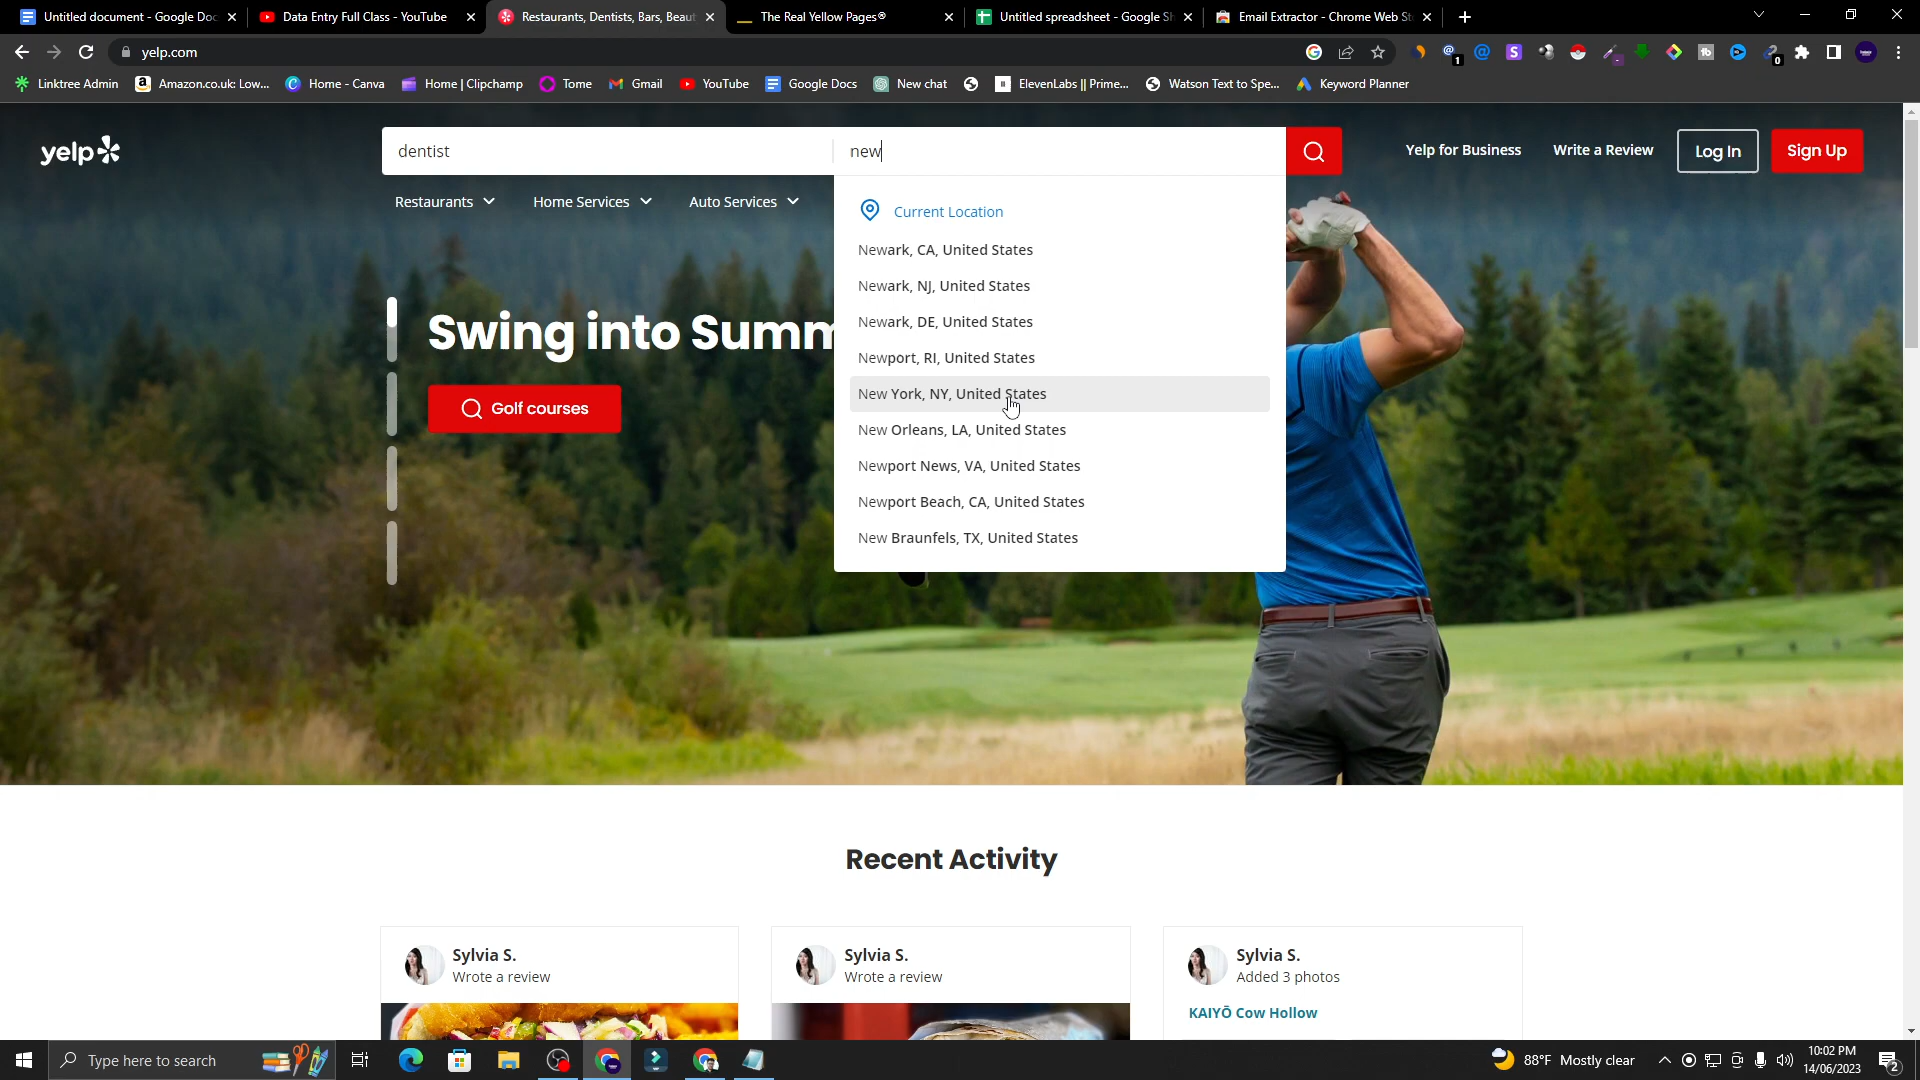 Untitled document - Google Doc
Data Entry Full Class - YouTube
Restaurants, Dentists, Bars, Beaut
The Real Yellow Pages®
Untitled spreadsheet - Google Sh
Email Extractor - Chrome Web St
yelp.com
1
0
Linktree Admin
Amazon.co.uk: Low...
Home - Canva
Home | Clipchamp
Tome
Gmail
YouTube
Google Docs
New chat
ElevenLabs || Prime...
Watson Text to Spe...
Keyword Planner
yelp
dentist
new
Yelp for Business
Write a Review
Log In
Sign Up
Restaurants
Home Services
Auto Services
Current Location
Newark, CA, United States
Newark, NJ, United States
Newark, DE, United States
Newport, RI, United States
New York, NY, United States
New Orleans, LA, United States
Newport News, VA, United States
Newport Beach, CA, United States
New Braunfels, TX, United States
Swing into Summ
Golf courses
Recent Activity
Sylvia S.
Wrote a review
Sylvia S.
Wrote a review
Sylvia S.
Added 3 photos
KAIYŌ Cow Hollow
Type here to search
88°F Mostly clear
10:02 PM
14/06/2023
2